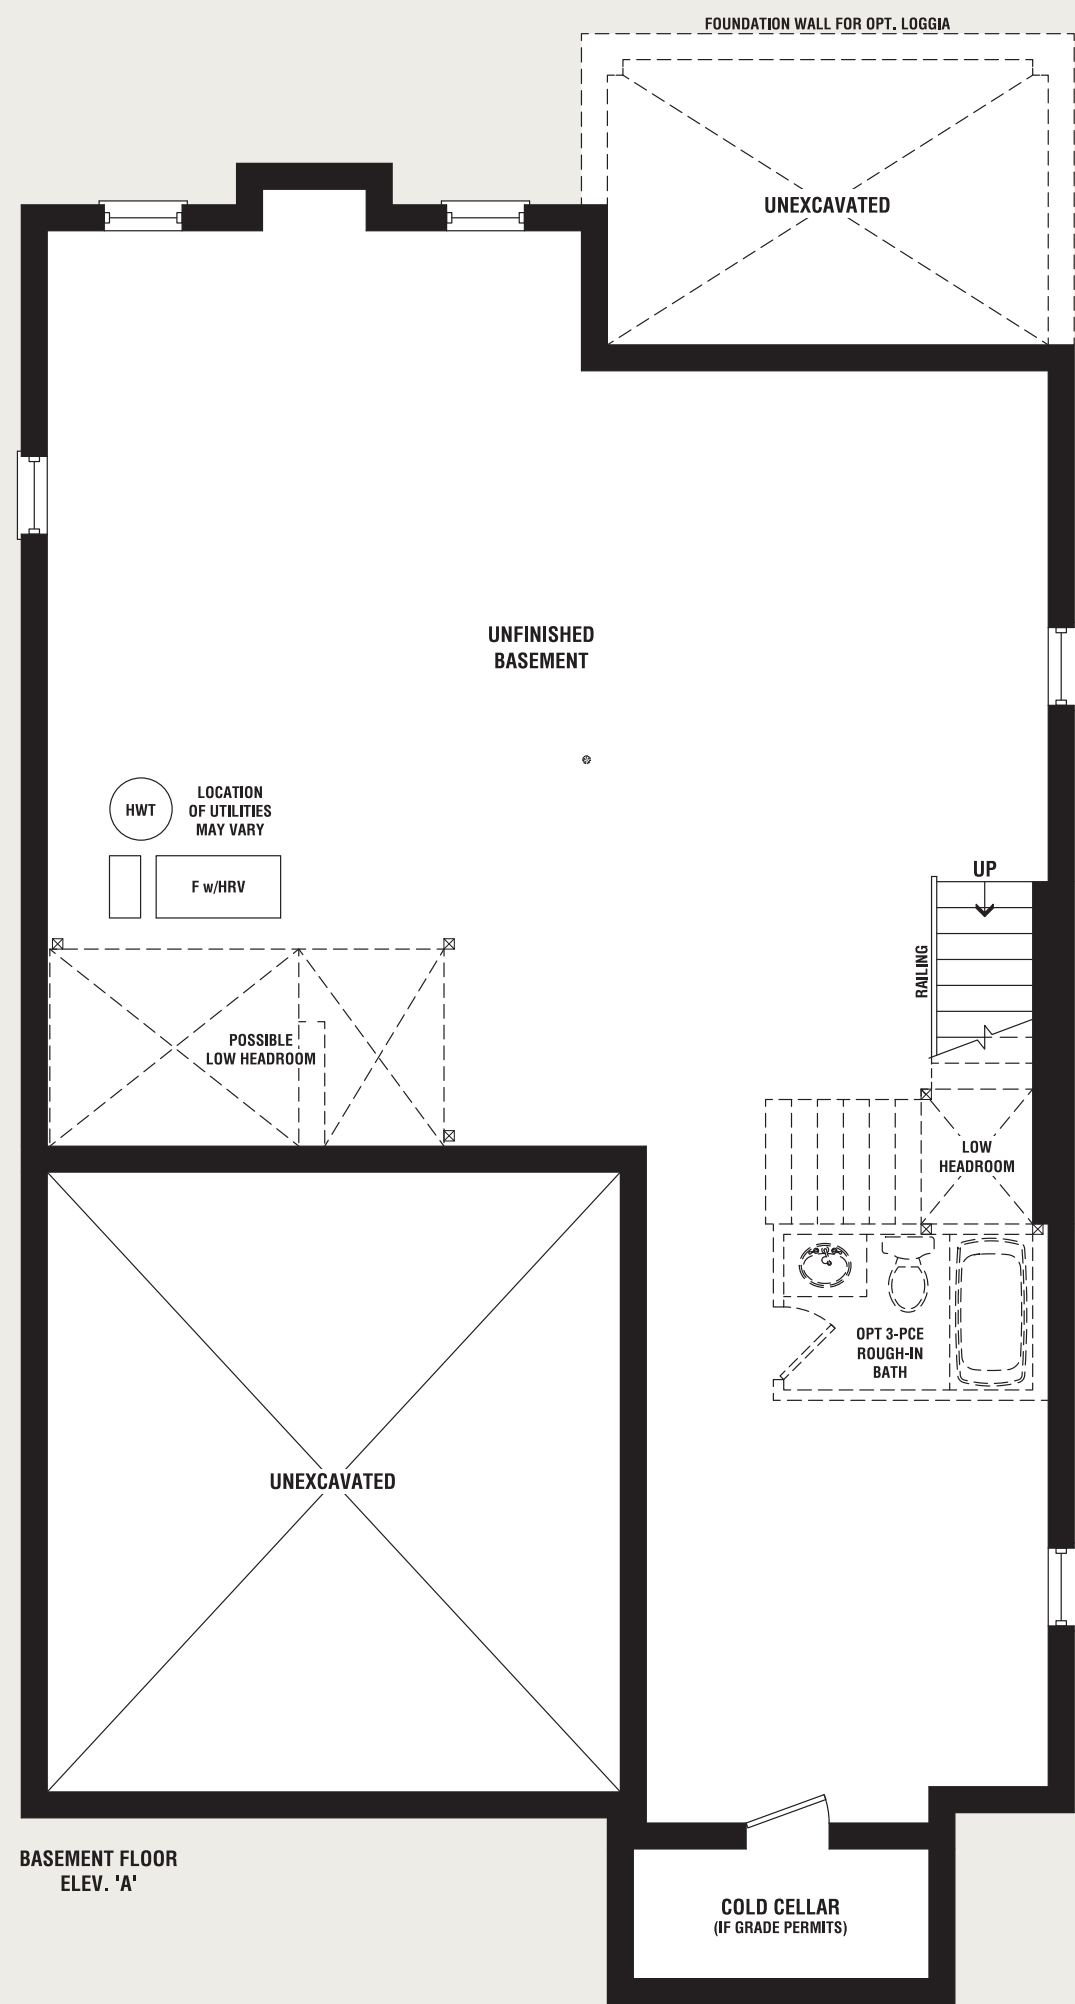 FOUNDATION WALL FOR OPT. LOGGIA
UNEXCAVATED
UNFINISHED
BASEMENT
HWT
LOCATION
OF UTILITIES
MAY VARY
F w/HRV
UP
RAILING
POSSIBLE
LOW HEADROOM
LOW
HEADROOM
OPT 3-PCE
ROUGH-IN
BATH
UNEXCAVATED
BASEMENT FLOOR
ELEV. 'A'
COLD CELLAR
(IF GRADE PERMITS)